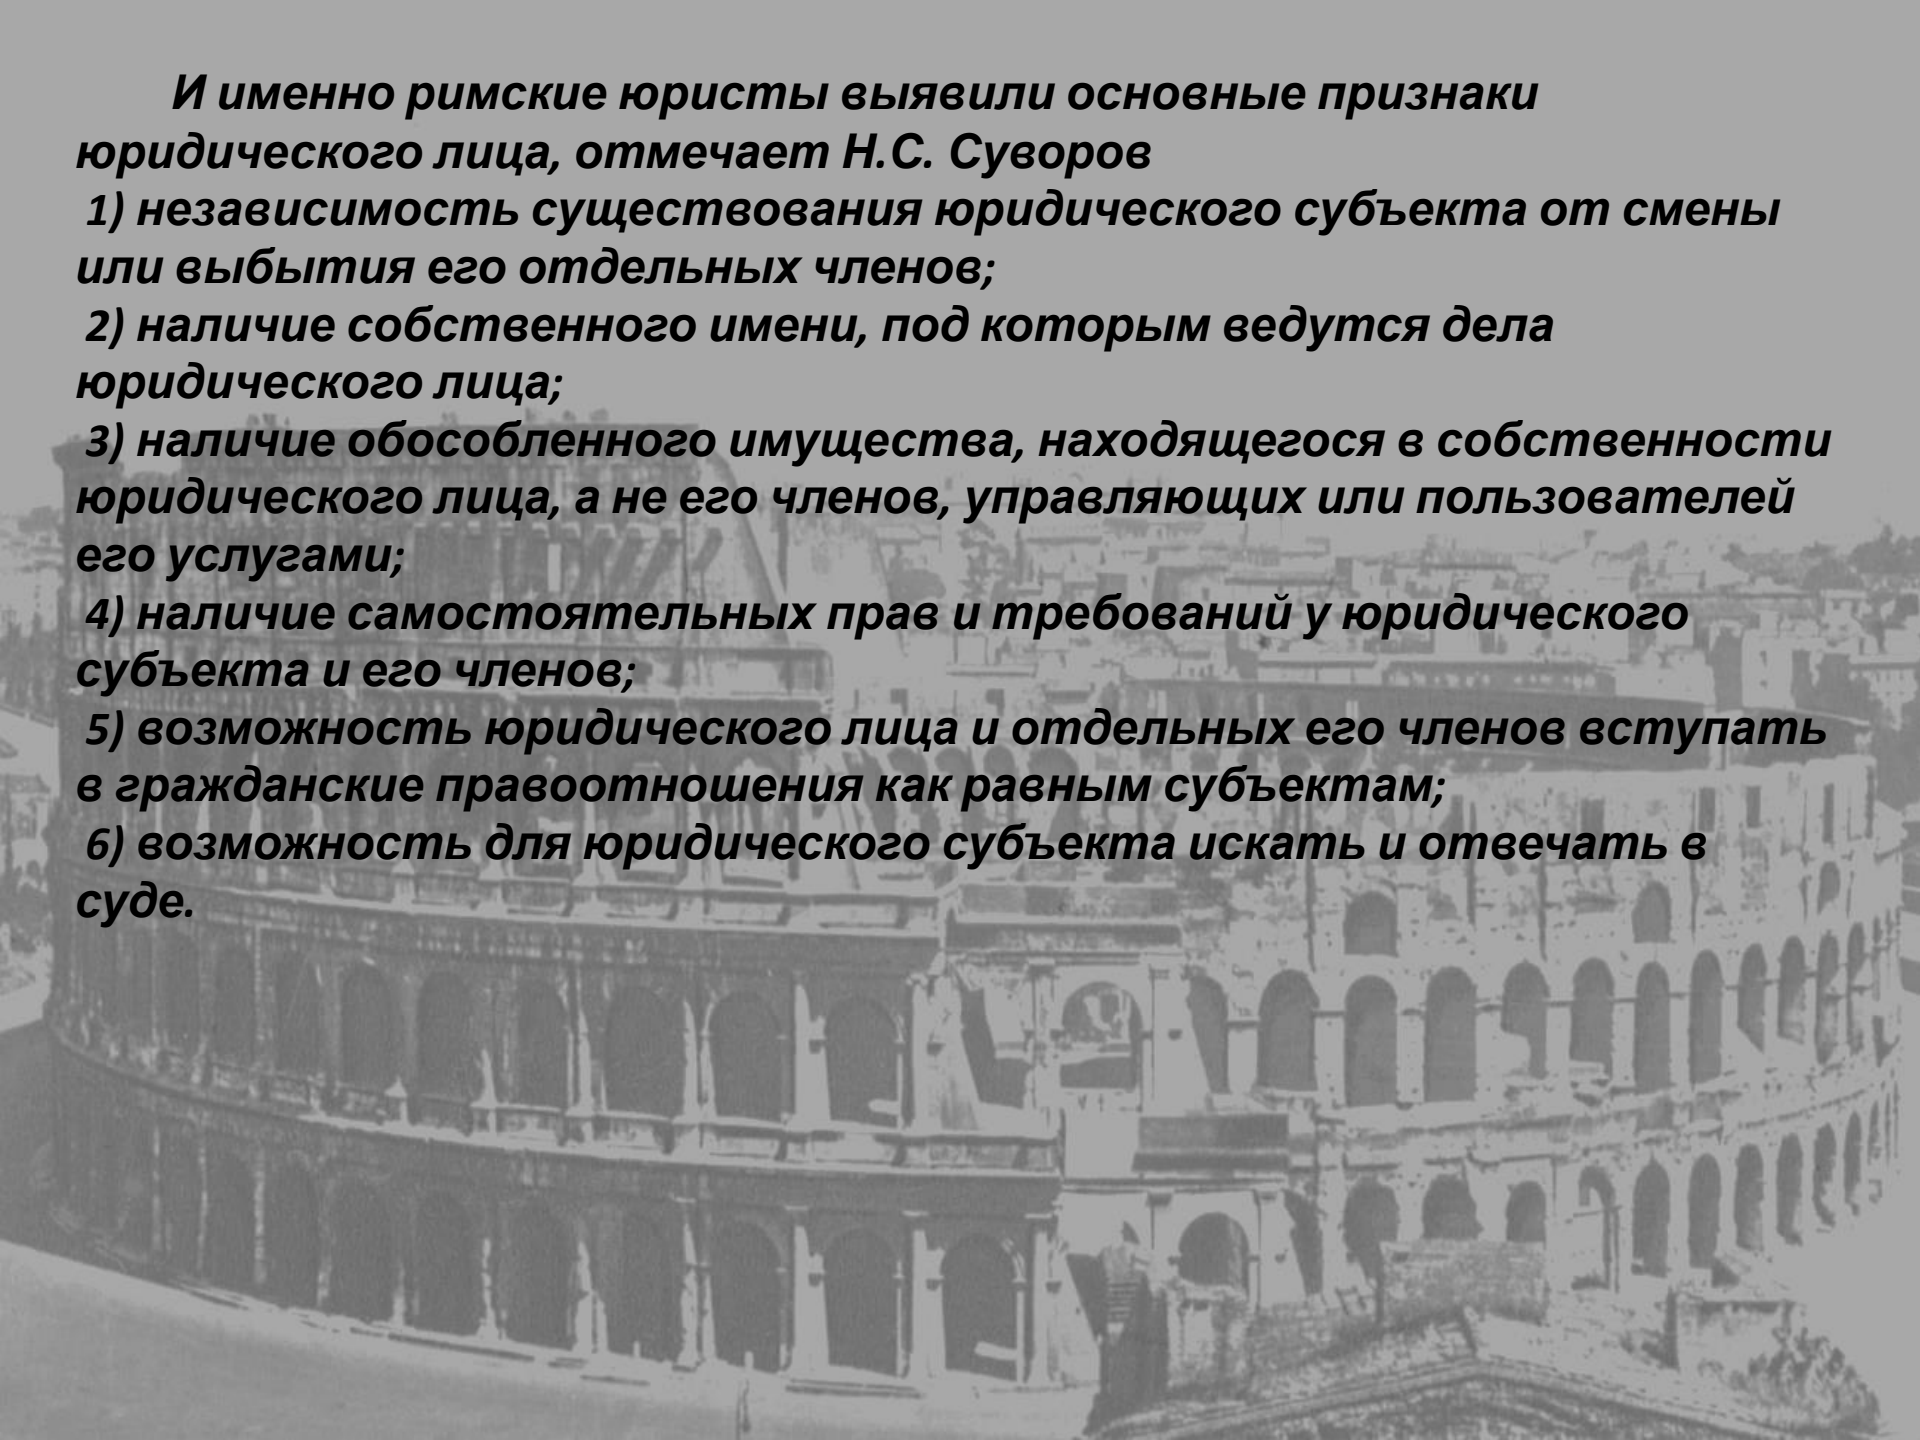 И именно римские юристы выявили основные признаки
юридического лица, отмечает Н.С. Суворов
1) независимость существования юридического субъекта от смены
или выбытия его отдельных членов;
2) наличие собственного имени, под которым ведутся дела
юридического лица;
3) наличие обособленного имущества, находящегося в собственности
юридического лица, а не его членов, управляющих или пользователей
его услугами;
4) наличие самостоятельных прав и требований у юридического
субъекта и его членов;
5) возможность юридического лица и отдельных его членов вступать
в гражданские правоотношения как равным субъектам;
6) возможность для юридического субъекта искать и отвечать в
суде.